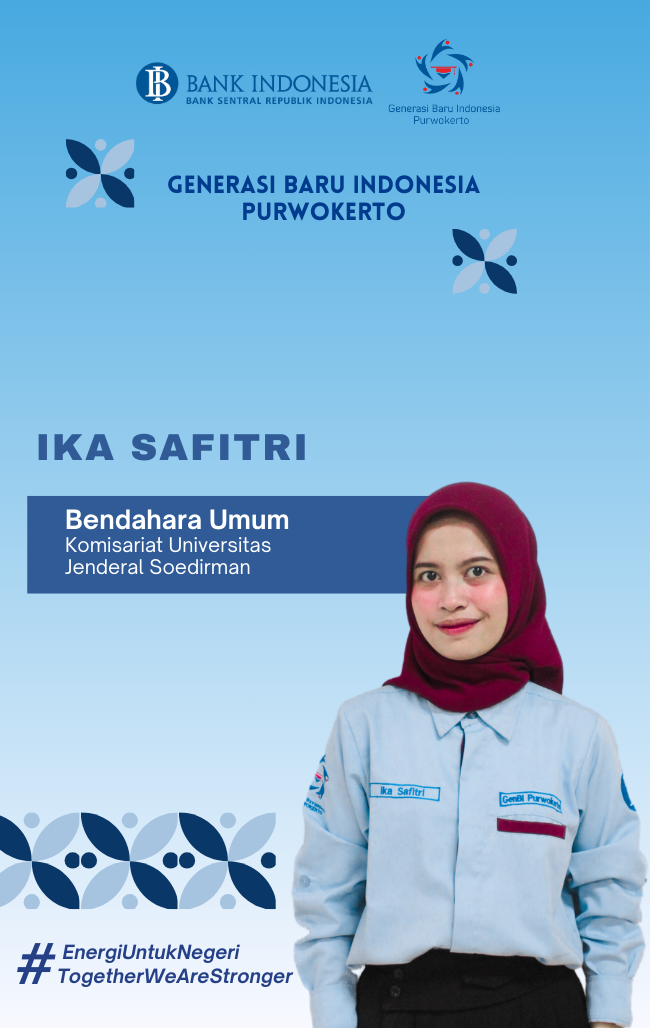 BANK INDONESIA
BANK SENTRAL REPUBLIK INDONESIA
Generasi Baru Indonesia
Purwokerto
GENERASI BARU INDONESIA
PURWOKERTO
IKA SAFITRI
Bendahara Umum
Komisariat Universitas
Jenderal Soedirman
Ika Safitri
GenBI Purwokerto
#EnergiUntukNegeri
TogetherWeAreStronger